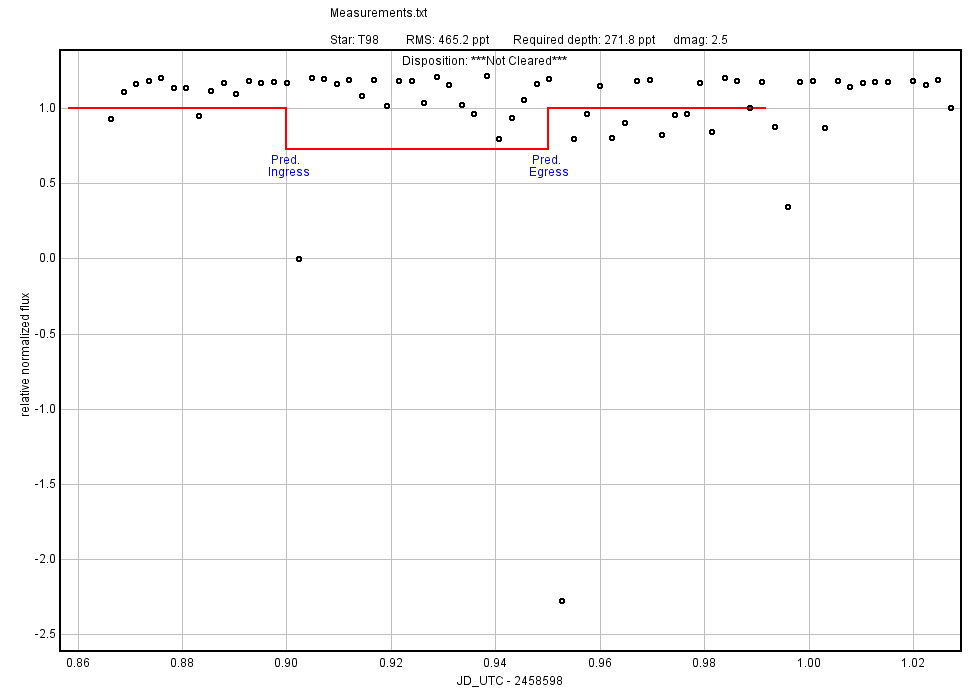 Measurements.txt
Star: T98 RMS: 465.2 ppt Required depth: 271.8 ppt dmag: 2.5
Disposition: ***Not Cleared***
1.0
0.5
0.0
-0.5
-1.0
-1.5
-2.0
-2.5
relative normalized flux
Pred.
Ingress
Pred.
Egress
0.86 0.88 0.90 0.92 0.94 0.96 0.98 1.00 1.02
JD_UTC - 2458598